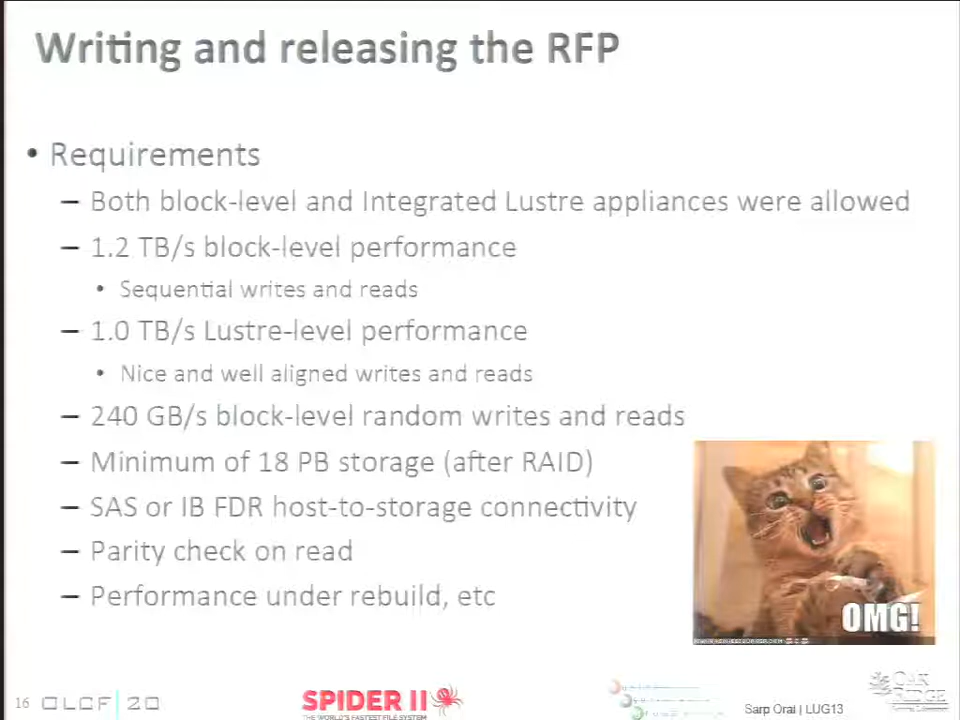 Writing and releasing the RFP
• Requirements
– Both block-level and Integrated Lustre appliances were allowed
– 1.2 TB/s block-level performance
• Sequential writes and reads
– 1.0 TB/s Lustre-level performance
• Nice and well aligned writes and reads
– 240 GB/s block-level random writes and reads
– Minimum of 18 PB storage (after RAID)
– SAS or IB FDR host-to-storage connectivity
– Parity check on read
– Performance under rebuild, etc
OMG!
16 OLCF | 20
SPIDER II
THE WORLD'S FASTEST FILE SYSTEM
Sarp Oral | LUG13
OAK
RIDGE